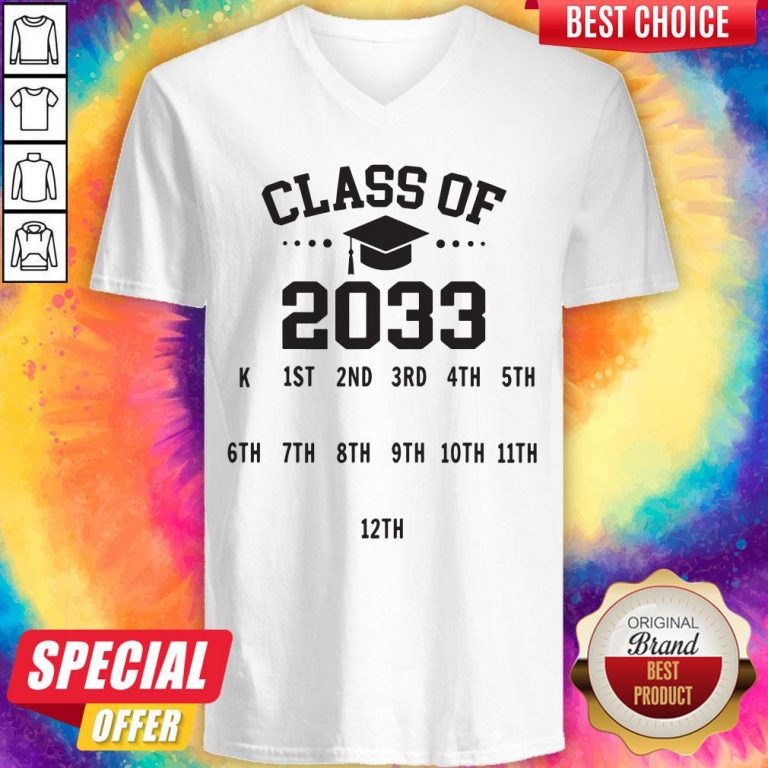 BEST CHOICE
CLASS OF
2033
K 1ST 2ND 3RD 4TH 5TH
6TH 7TH 8TH 9TH 10TH 11TH
12TH
SPECIAL
OFFER
ORIGINAL
Brand
BEST
PRODUCT